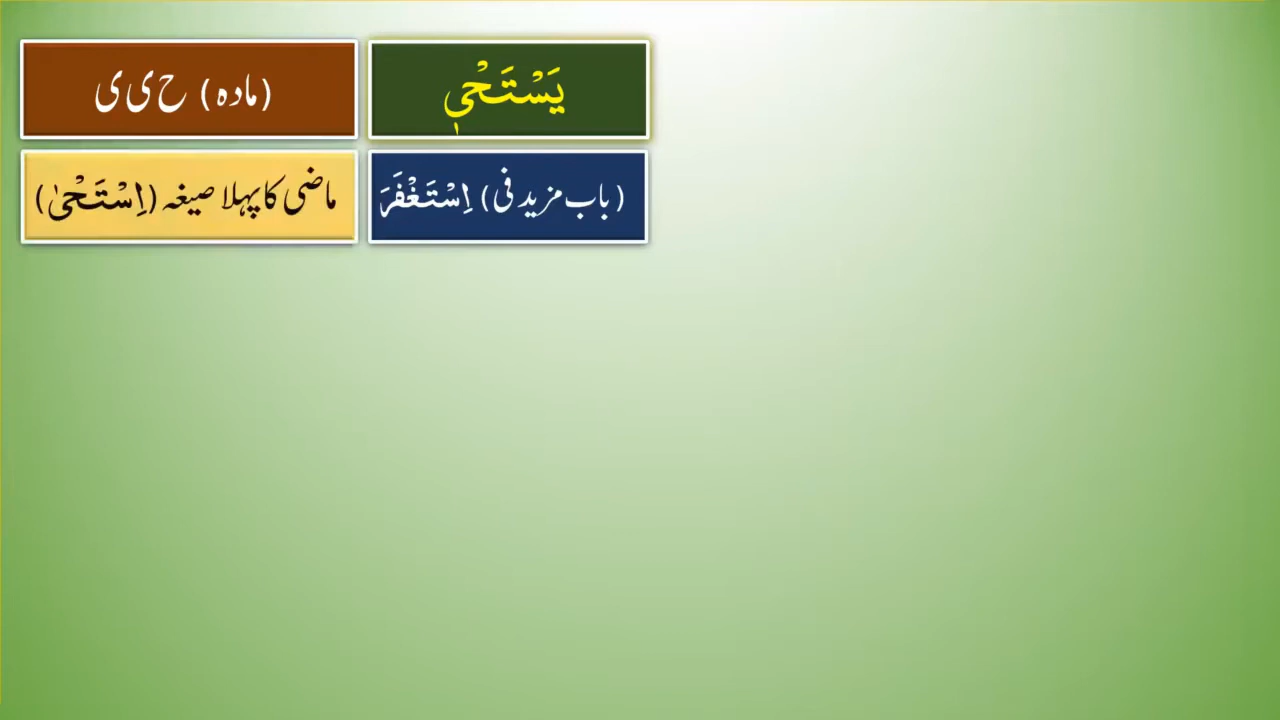 یَسْتَحْیٖ
(مادہ) ح ی ی
(باب مزید فی) اِسْتَغْفَرَ
ماضی کا پہلا صیغہ (اِسْتَحْیٰ)